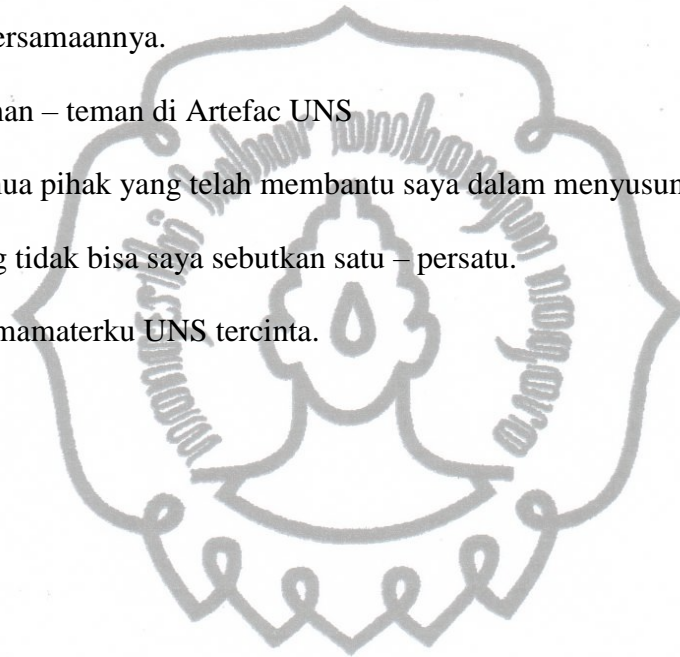 ersamaannya.
nan – teman di Artefac UNS
nua pihak yang telah membantu saya dalam menyusun
g tidak bisa saya sebutkan satu – persatu.
mamaterku UNS tercinta.